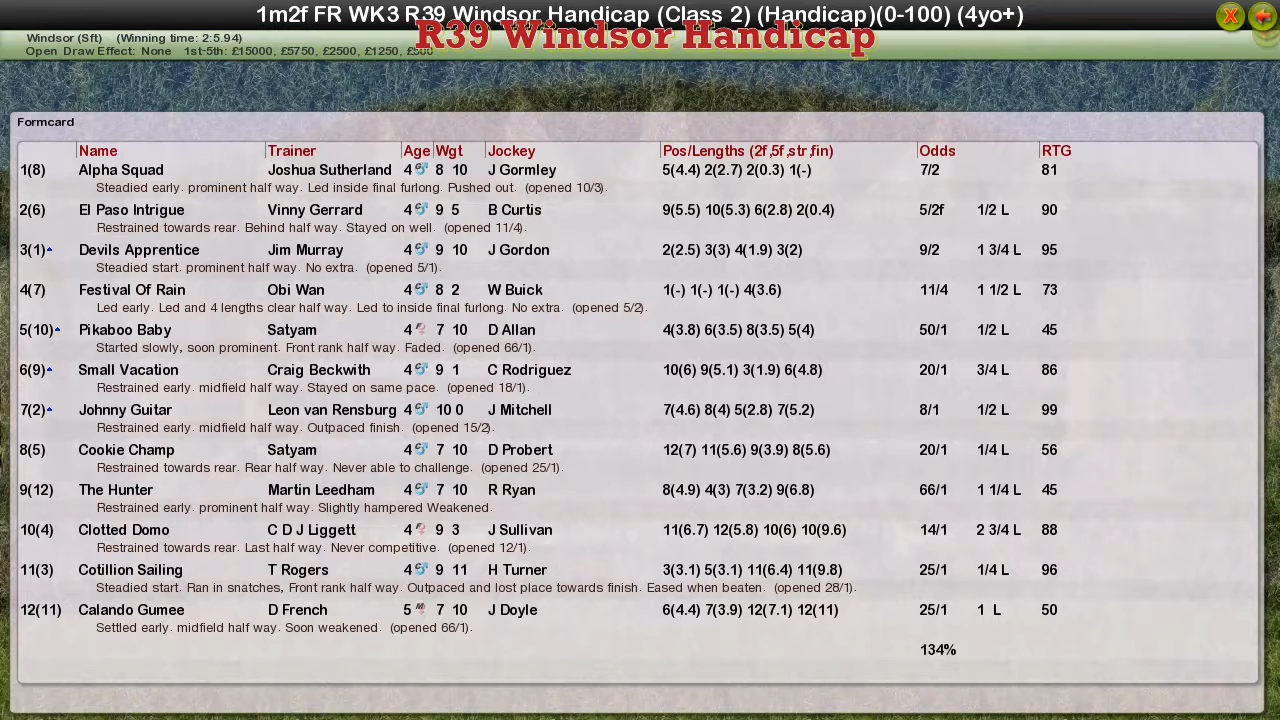 1m2f FR WK3 R39 Windsor Handicap (Class 2) (Handicap)(0-100) (4yo+)
R39 Windsor Handicap
Windsor (Sft) (Winning time: 2:5.94)
Open Draw Effect: None 1st-5th: £15000, £5750, £2500, £1250, £500
Formcard
Name Trainer Age Wgt Jockey Pos/Lengths (2f,5f,str,fin) Odds RTG
1(8) Alpha Squad Joshua Sutherland 4 8 10 J Gormley 5(4.4) 2(2.7) 2(0.3) 1(-) 7/2 81
Steadied early. prominent half way. Led inside final furlong. Pushed out. (opened 10/3).
2(6) El Paso Intrigue Vinny Gerrard 4 9 5 B Curtis 9(5.5) 10(5.3) 6(2.8) 2(0.4) 5/2f 1/2 L 90
Restrained towards rear. Behind half way. Stayed on well. (opened 11/4).
3(1) Devils Apprentice Jim Murray 4 9 10 J Gordon 2(2.5) 3(3) 4(1.9) 3(2) 9/2 1 3/4 L 95
Steadied start. prominent half way. No extra. (opened 5/1).
4(7) Festival Of Rain Obi Wan 4 8 2 W Buick 1(-) 1(-) 1(-) 4(3.6) 11/4 1 1/2 L 73
Led early. Led and 4 lengths clear half way. Led to inside final furlong. No extra. (opened 5/2).
5(10) Pikaboo Baby Satyam 4 7 10 D Allan 4(3.8) 6(3.5) 8(3.5) 5(4) 50/1 1/2 L 45
Started slowly, soon prominent. Front rank half way. Faded. (opened 66/1).
6(9) Small Vacation Craig Beckwith 4 9 1 C Rodriguez 10(6) 9(5.1) 3(1.9) 6(4.8) 20/1 3/4 L 86
Restrained early. midfield half way. Stayed on same pace. (opened 18/1).
7(2) Johnny Guitar Leon van Rensburg 4 10 0 J Mitchell 7(4.6) 8(4) 5(2.8) 7(5.2) 8/1 1/2 L 99
Restrained early. midfield half way. Outpaced finish. (opened 15/2).
8(5) Cookie Champ Satyam 4 7 10 D Probert 12(7) 11(5.6) 9(3.9) 8(5.6) 20/1 1/4 L 56
Restrained towards rear. Rear half way. Never able to challenge. (opened 25/1).
9(12) The Hunter Martin Leedham 4 7 10 R Ryan 8(4.9) 4(3) 7(3.2) 9(6.8) 66/1 1 1/4 L 45
Restrained early. prominent half way. Slightly hampered Weakened.
10(4) Clotted Domo C D J Liggett 4 9 3 J Sullivan 11(6.7) 12(5.8) 10(6) 10(9.6) 14/1 2 3/4 L 88
Restrained towards rear. Last half way. Never competitive. (opened 12/1).
11(3) Cotillion Sailing T Rogers 4 9 11 H Turner 3(3.1) 5(3.1) 11(6.4) 11(9.8) 25/1 1/4 L 96
Steadied start. Ran in snatches, Front rank half way. Outpaced and lost place towards finish. Eased when beaten. (opened 28/1).
12(11) Calando Gumee D French 5 7 10 J Doyle 6(4.4) 7(3.9) 12(7.1) 12(11) 25/1 1 L 50
Settled early. midfield half way. Soon weakened. (opened 66/1).
134%